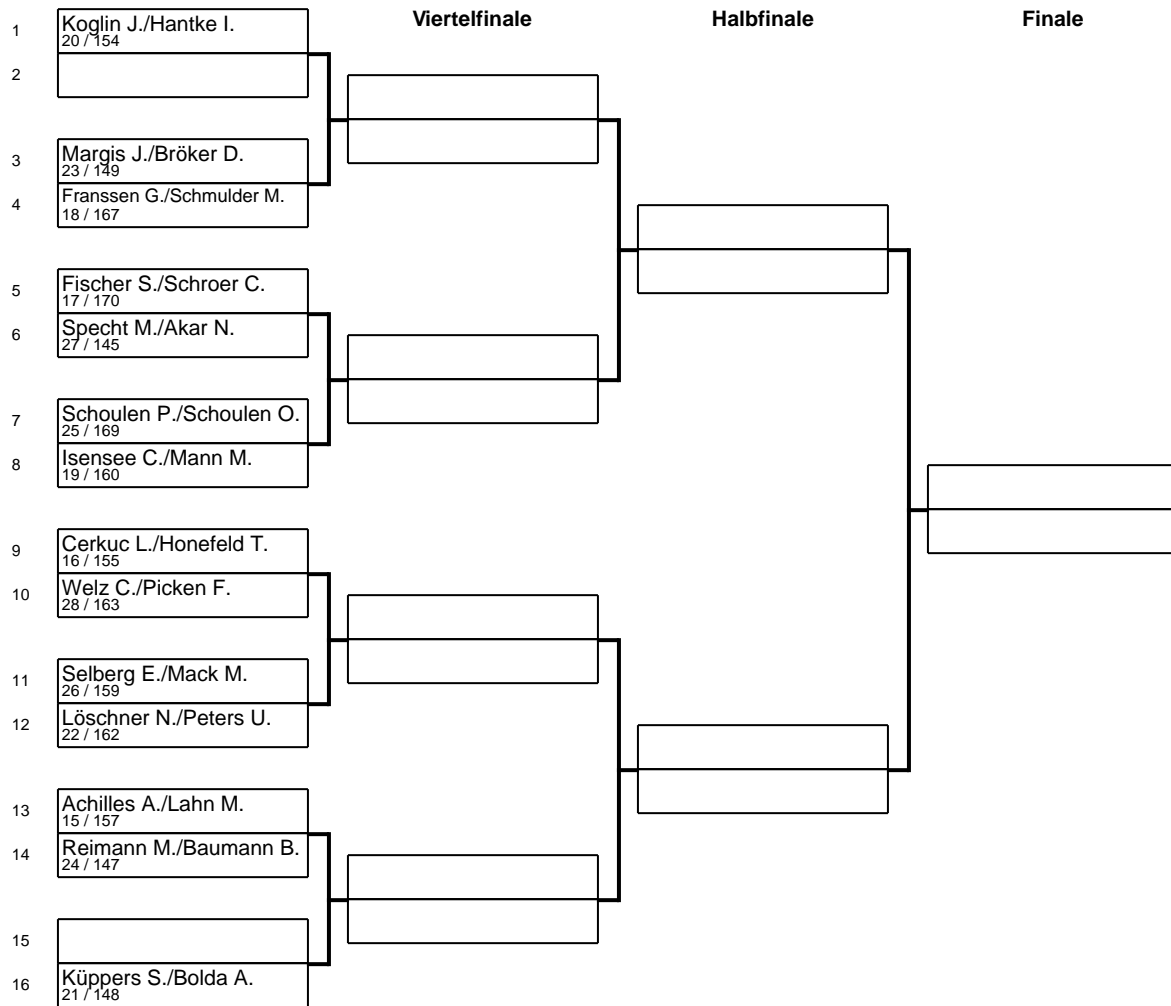 Viertelfinale Halbfinale Finale
1 Koglin J./Hantke I.
20 / 154
2
3 Margis J./Bröker D.
23 / 149
4 Franssen G./Schmulder M.
18 / 167
5 Fischer S./Schroer C.
17 / 170
6 Specht M./Akar N.
27 / 145
7 Schoulen P./Schoulen O.
25 / 169
8 Isensee C./Mann M.
19 / 160
9 Cerkuc L./Honefeld T.
16 / 155
10 Welz C./Picken F.
28 / 163
11 Selberg E./Mack M.
26 / 159
12 Löschner N./Peters U.
22 / 162
13 Achilles A./Lahn M.
15 / 157
14 Reimann M./Baumann B.
24 / 147
15
16 Küppers S./Bolda A.
21 / 148